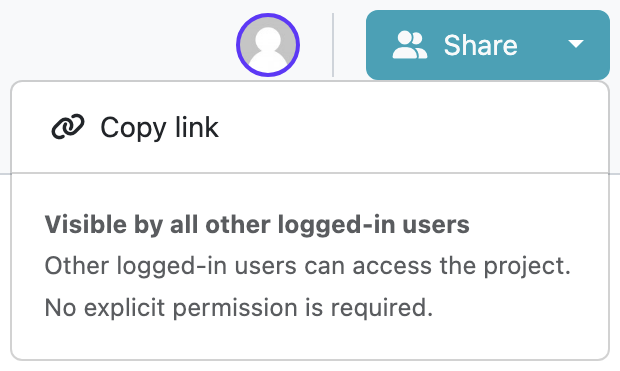 Share
Copy link
Visible by all other logged-in users
Other logged-in users can access the project.
No explicit permission is required.